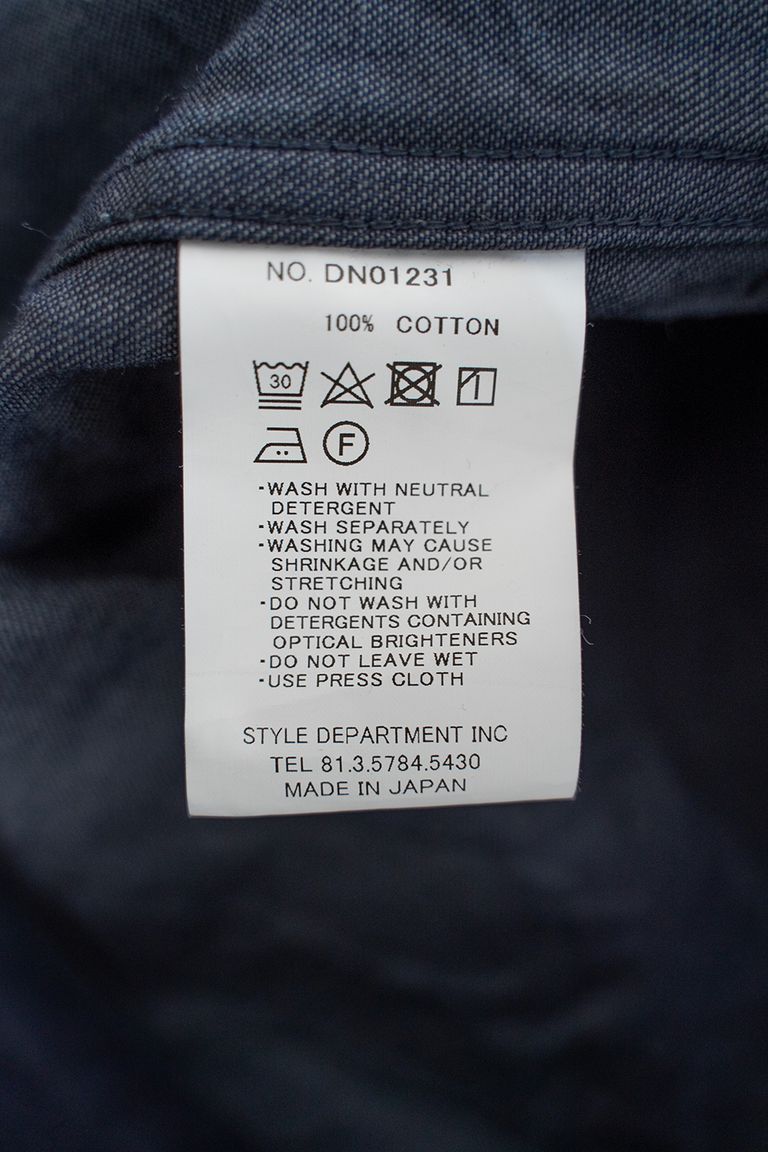 NO. DN01231
100% COTTON
30
F
·WASH WITH NEUTRAL
DETERGENT
·WASH SEPARATELY
·WASHING MAY CAUSE
SHRINKAGE AND/OR
STRETCHING
·DO NOT WASH WITH
DETERGENTS CONTAINING
OPTICAL BRIGHTENERS
·DO NOT LEAVE WET
·USE PRESS CLOTH
STYLE DEPARTMENT INC
TEL 81.3.5784.5430
MADE IN JAPAN